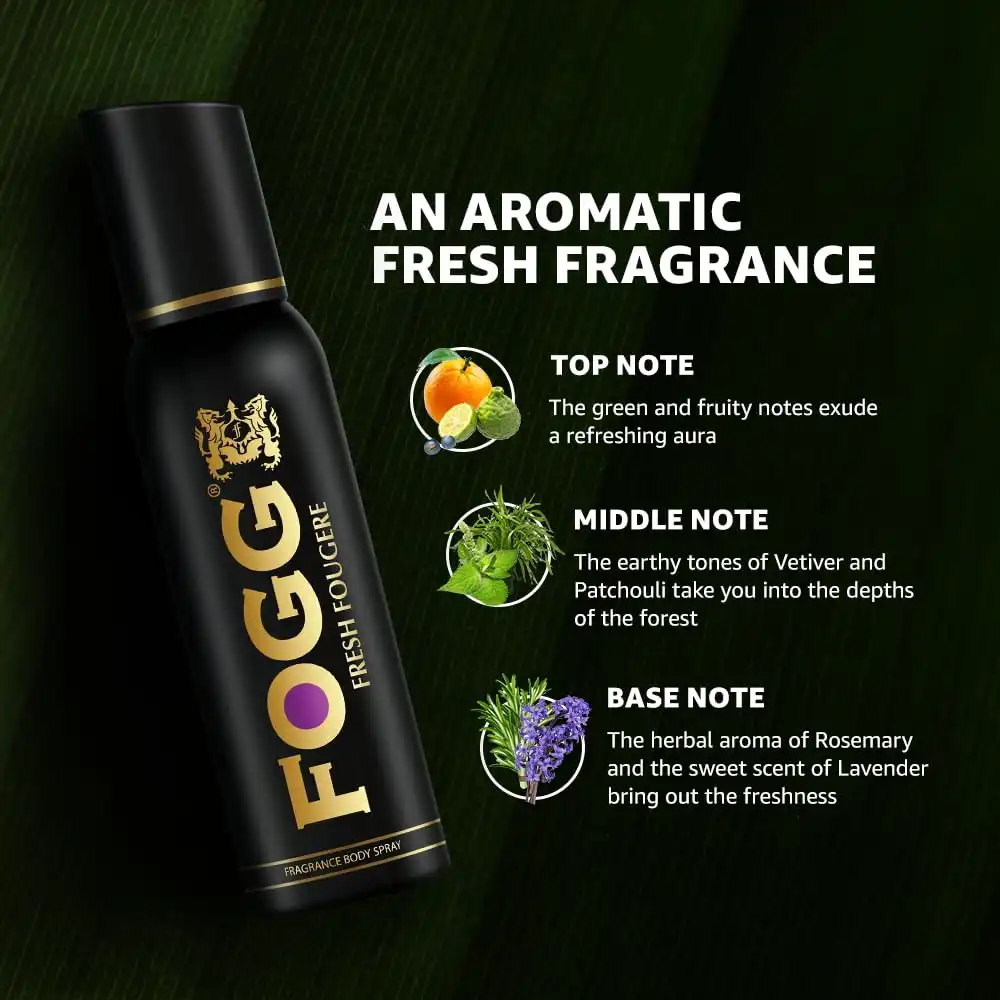 AN AROMATIC
FRESH FRAGRANCE
TOP NOTE
The green and fruity notes exude
a refreshing aura
MIDDLE NOTE
The earthy tones of Vetiver and
Patchouli take you into the depths
of the forest
BASE NOTE
The herbal aroma of Rosemary
and the sweet scent of Lavender
bring out the freshness
f
FOGG®
FRESH FOUGERE
FRAGRANCE BODY SPRAY